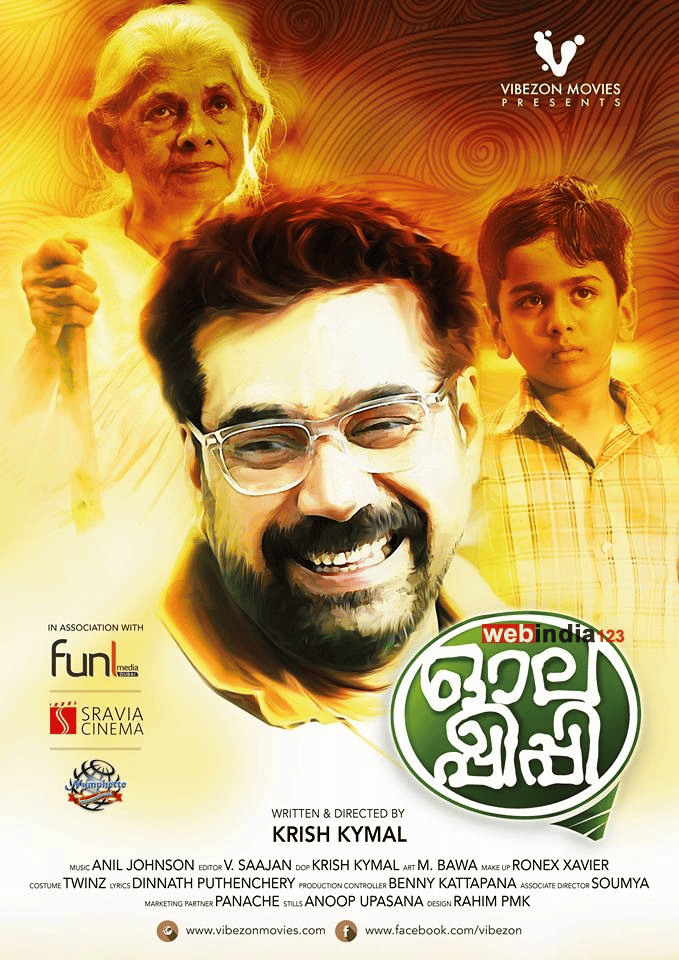 VIBEZON MOVIES
PRESENTS
IN ASSOCIATION WITH
funl media
DUBAI
SRAVIA
CINEMA
Nymphette
webindia123
ഓല
പ്പീപ്പി
WRITTEN & DIRECTED BY
KRISH KYMAL
MUSIC ANIL JOHNSON EDITOR V. SAAJAN DOP KRISH KYMAL ART M. BAWA MAKE UP RONEX XAVIER
COSTUME TWINZ LYRICS DINNATH PUTHENCHERY PRODUCTION CONTROLLER BENNY KATTAPANA ASSOCIATE DIRECTOR SOUMYA
MARKETING PARTNER PANACHE STILLS ANOOP UPASANA DESIGN RAHIM PMK
www.vibezonmovies.com www.facebook.com/vibezon